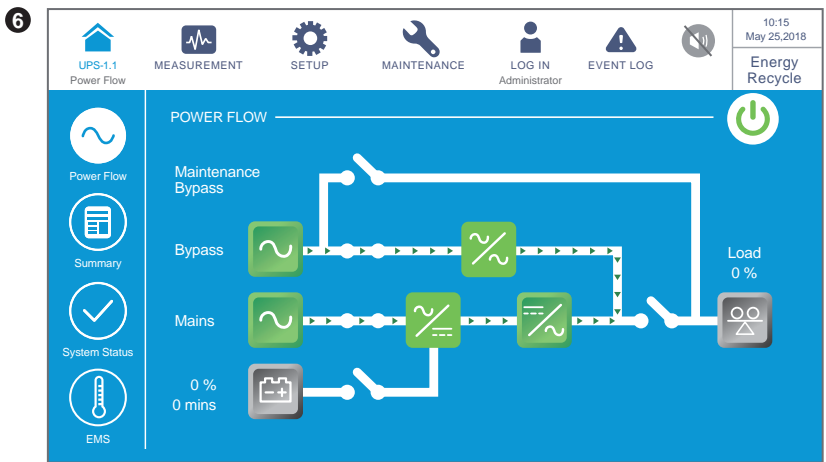 6
10:15
May 25,2018
UPS-1.1
MEASUREMENT
SETUP
MAINTENANCE
LOG IN
EVENT LOG
Power Flow
Administrator
Energy
Recycle
POWER FLOW
Power Flow
Maintenance
Bypass
Summary
Bypass
Load
0 %
Mains
System Status
0 %
0 mins
EMS